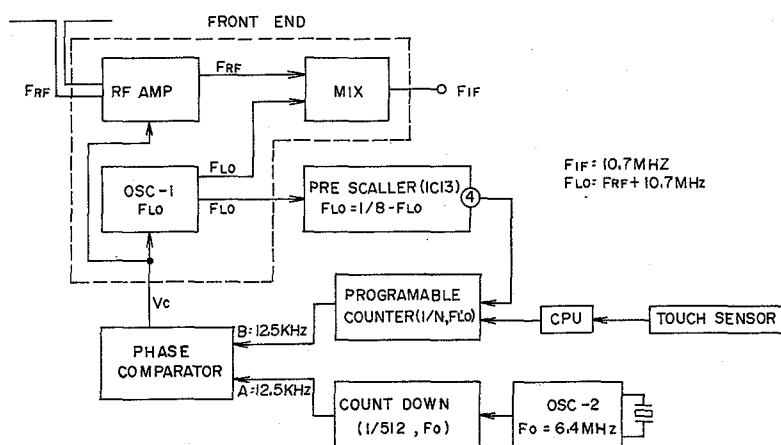 FRONT END
FRF
RF AMP
FRF
MIX
FIF
OSC-1
FLO
FLO
FLO
PRE SCALLER(IC13)
FLO=1/8-FLO
4
FIF=10.7MHZ
FLO=FRF+10.7MHz
VC
PHASE
COMPARATOR
B=12.5KHz
A=12.5KHz
PROGRAMABLE
COUNTER(1/N,F'LO)
CPU
TOUCH SENSOR
COUNT DOWN
(1/512, FO)
OSC-2
FO=6.4MHZ